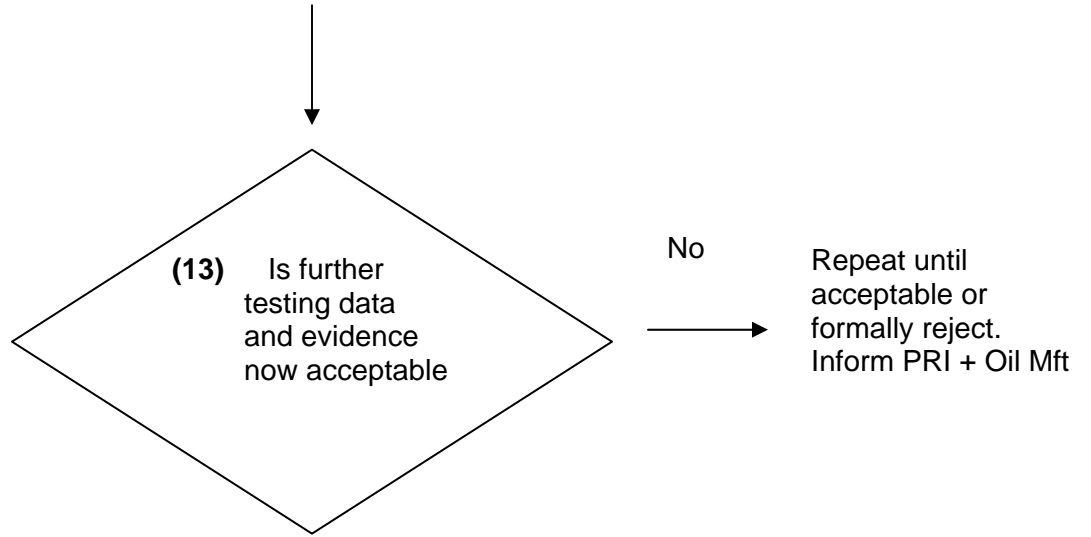 (13) Is further
testing data
and evidence
now acceptable
No
Repeat until
acceptable or
formally reject.
Inform PRI + Oil Mft